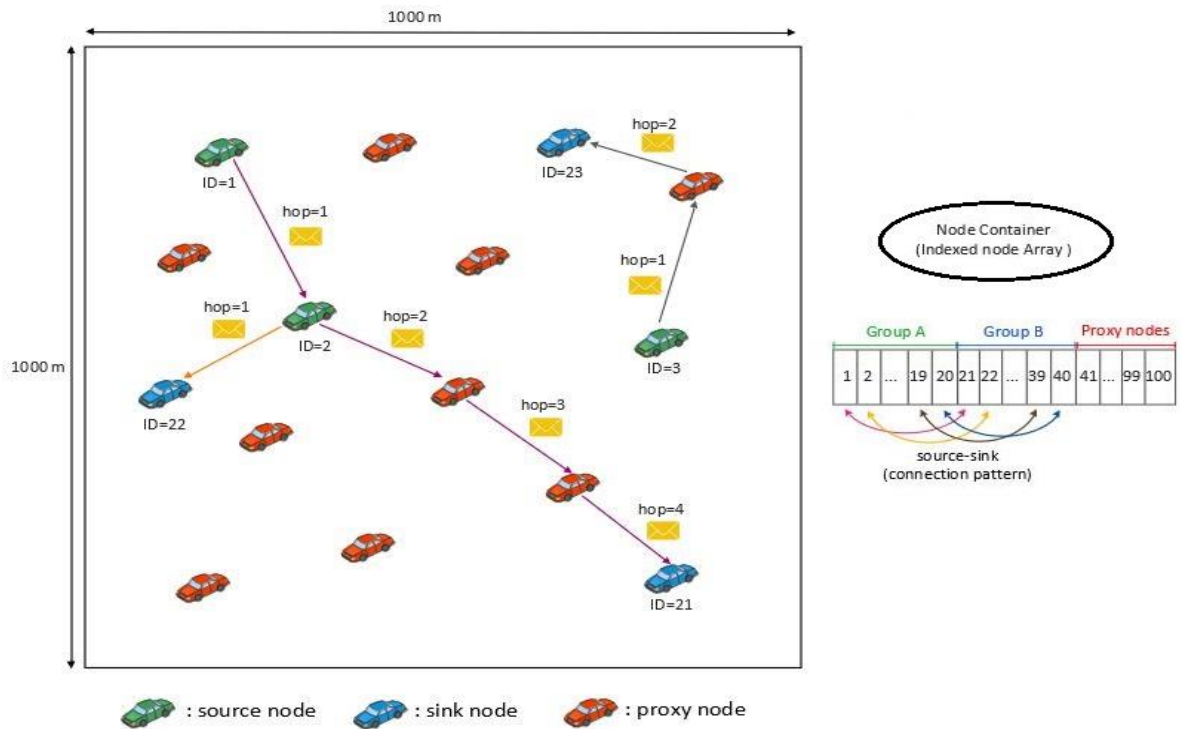 1000 m
1000 m
ID=1
hop=1
hop=2
ID=23
hop=1
hop=1
ID=2
hop=2
ID=3
ID=22
hop=3
hop=4
ID=21
: source node
: sink node
: proxy node
Node Container
(Indexed node Array )
Group A Group B Proxy nodes
1 2 ... 19 20 21 22 ... 39 40 41 ... 99 100
source-sink
(connection pattern)